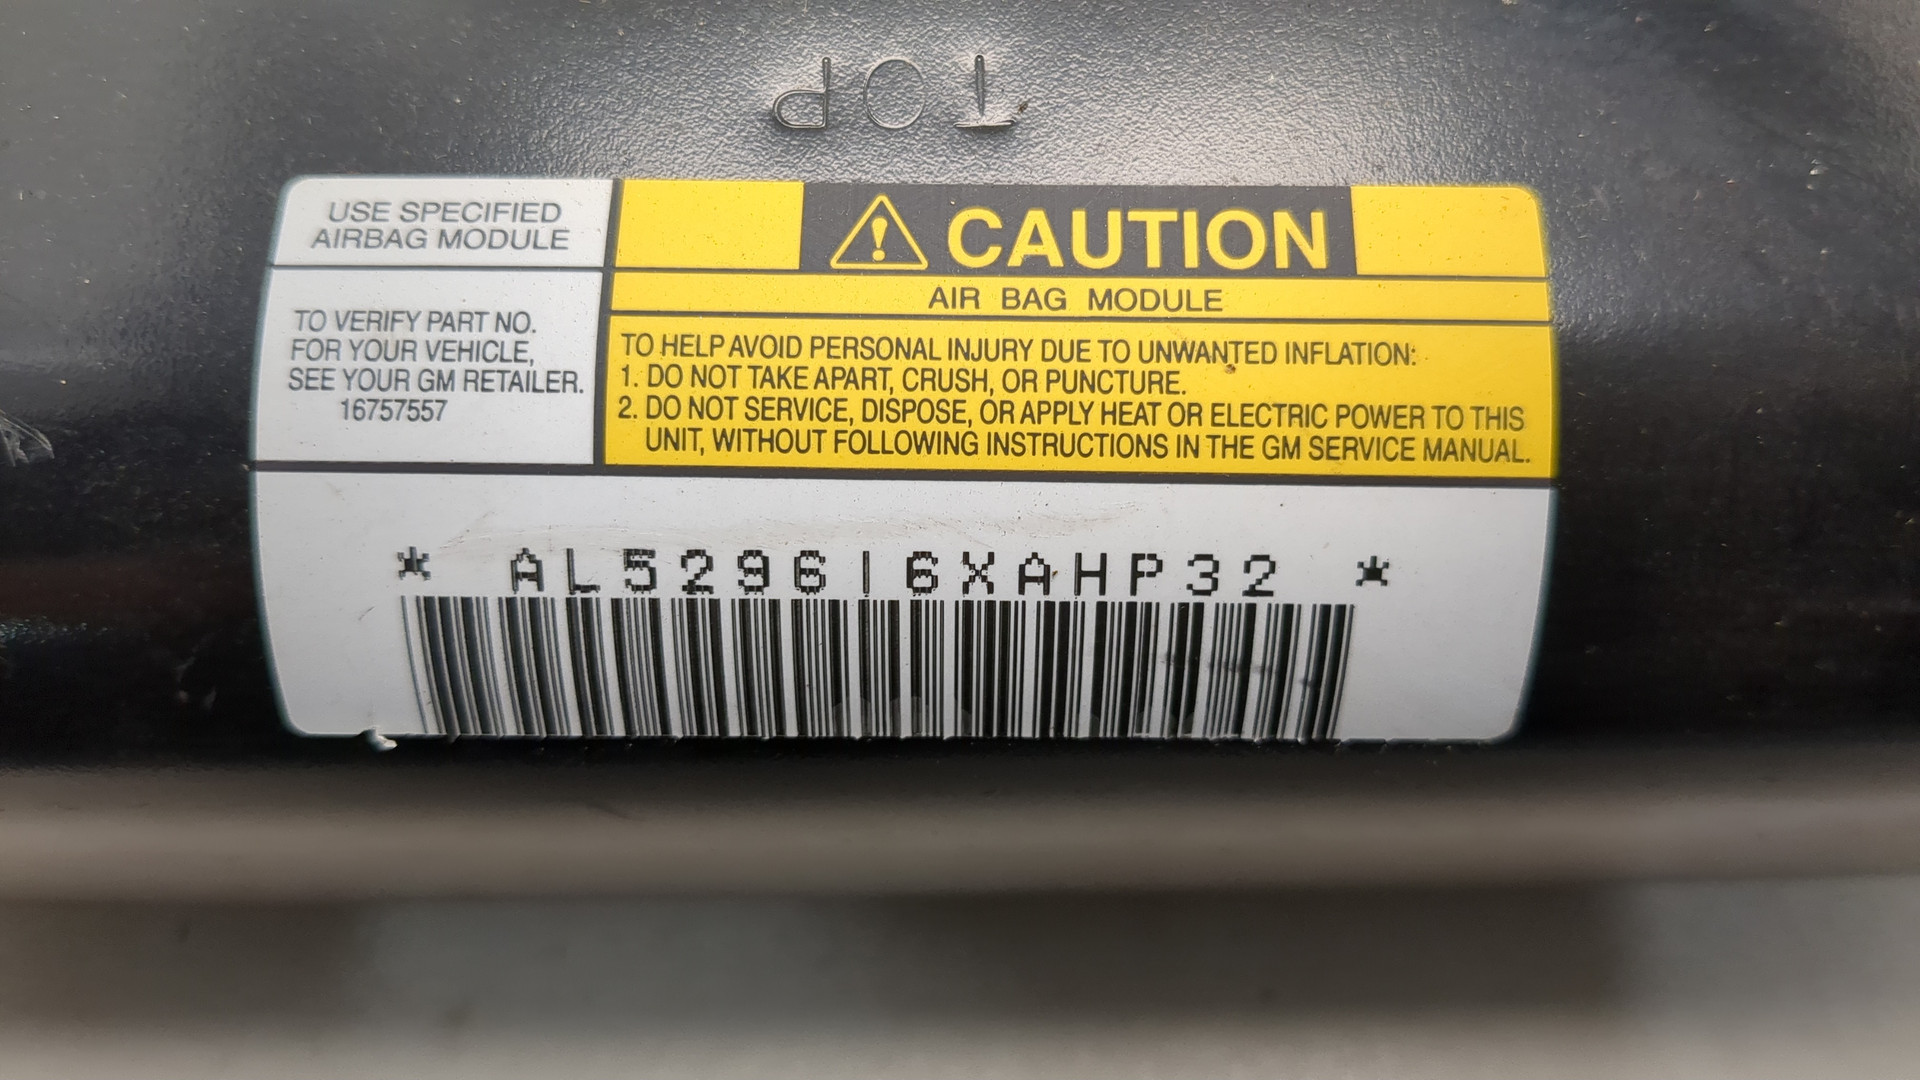 TOP
USE SPECIFIED
AIRBAG MODULE
TO VERIFY PART NO.
FOR YOUR VEHICLE,
SEE YOUR GM RETAILER.
16757557
CAUTION
AIR BAG MODULE
TO HELP AVOID PERSONAL INJURY DUE TO UNWANTED INFLATION:
1. DO NOT TAKE APART, CRUSH, OR PUNCTURE.
2. DO NOT SERVICE, DISPOSE, OR APPLY HEAT OR ELECTRIC POWER TO THIS
UNIT, WITHOUT FOLLOWING INSTRUCTIONS IN THE GM SERVICE MANUAL.
* AL5296I6XAHP32 *